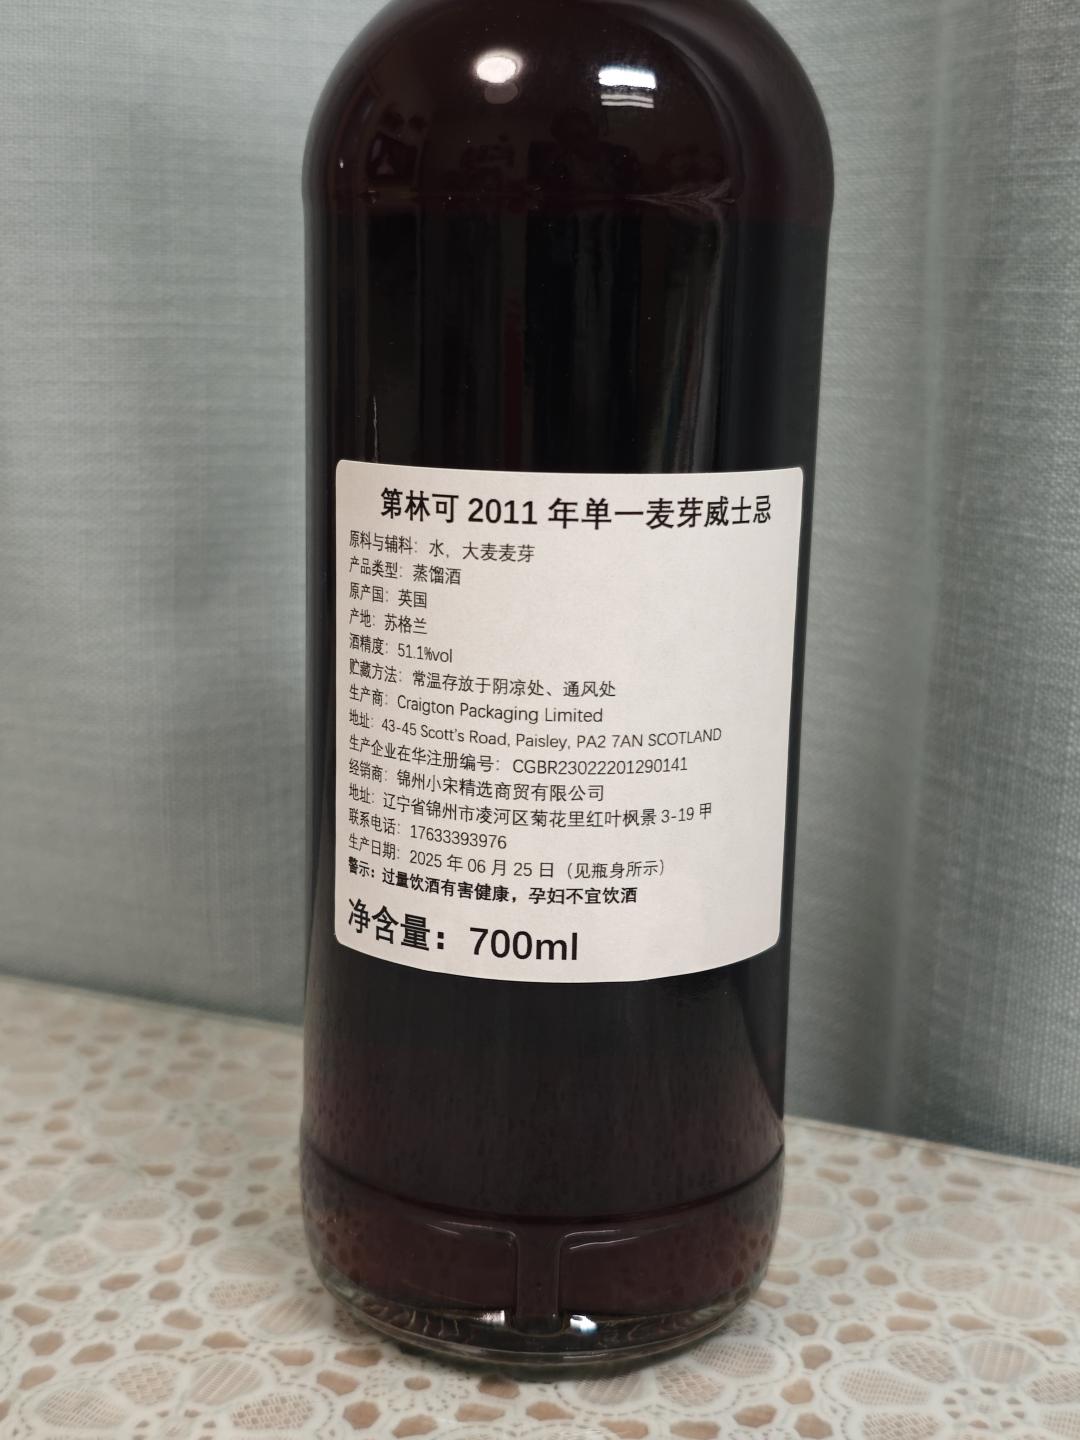 第林可 2011 年单一麦芽威士忌
原料与辅料：水，大麦麦芽
产品类型：蒸馏酒
原产国：英国
产地：苏格兰
酒精度：51.1%vol
贮藏方法：常温存放于阴凉处、通风处
生产商：Craigton Packaging Limited
地址：43-45 Scott's Road, Paisley, PA2 7AN SCOTLAND
生产企业在华注册编号：CGBR23022201290141
经销商：锦州小宋精选商贸有限公司
地址：辽宁省锦州市凌河区菊花里红叶枫景 3-19 甲
联系电话：17633393976
生产日期：2025 年 06 月 25 日（见瓶身所示）
警示：过量饮酒有害健康，孕妇不宜饮酒
净含量：700ml